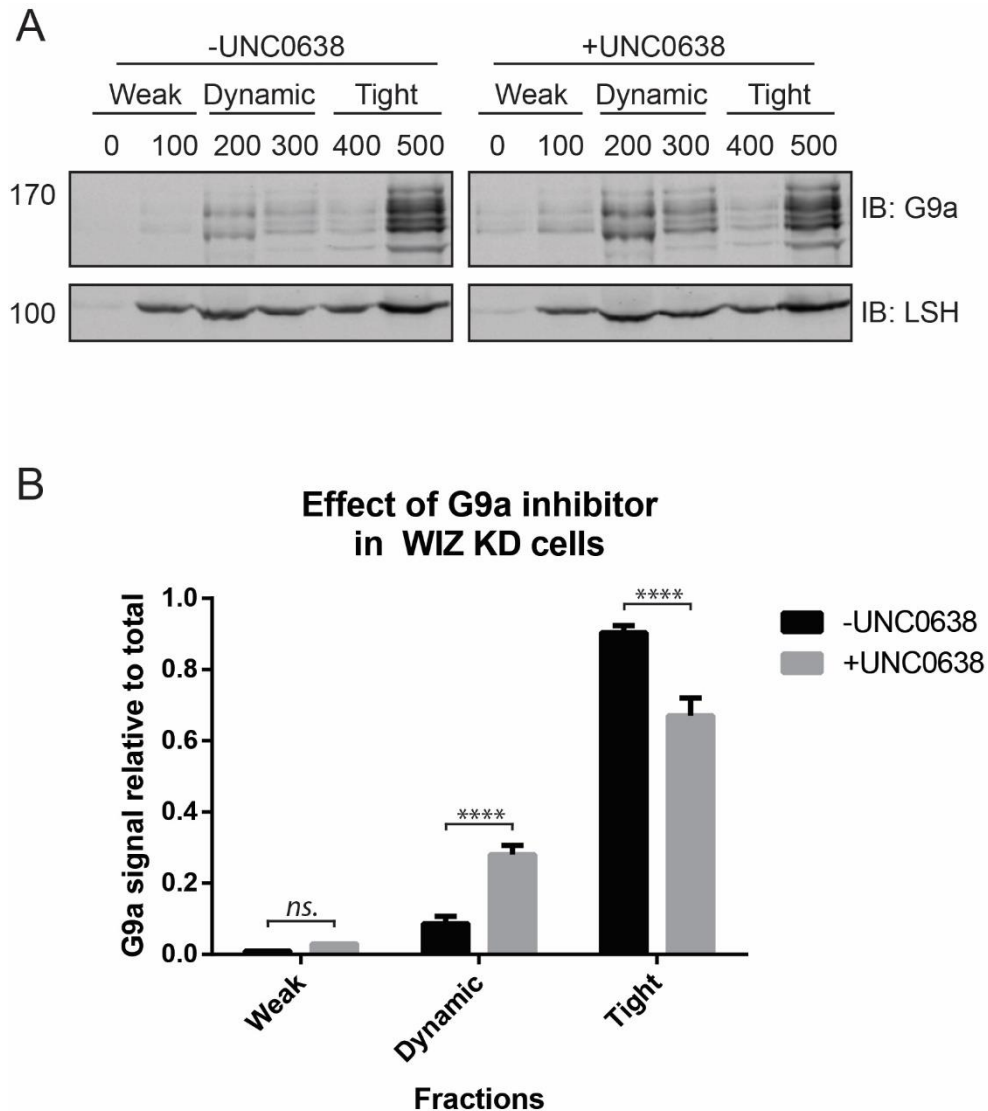 A
-UNC0638 +UNC0638
Weak Dynamic Tight Weak Dynamic Tight
0 100 200 300 400 500 0 100 200 300 400 500
170 IB: G9a
100 IB: LSH
B
Effect of G9a inhibitor
in WIZ KD cells
G9a signal relative to total
1.0
0.8
0.6
0.4
0.2
0.0
ns.
****
****
-UNC0638
+UNC0638
Weak
Dynamic
Tight
Fractions